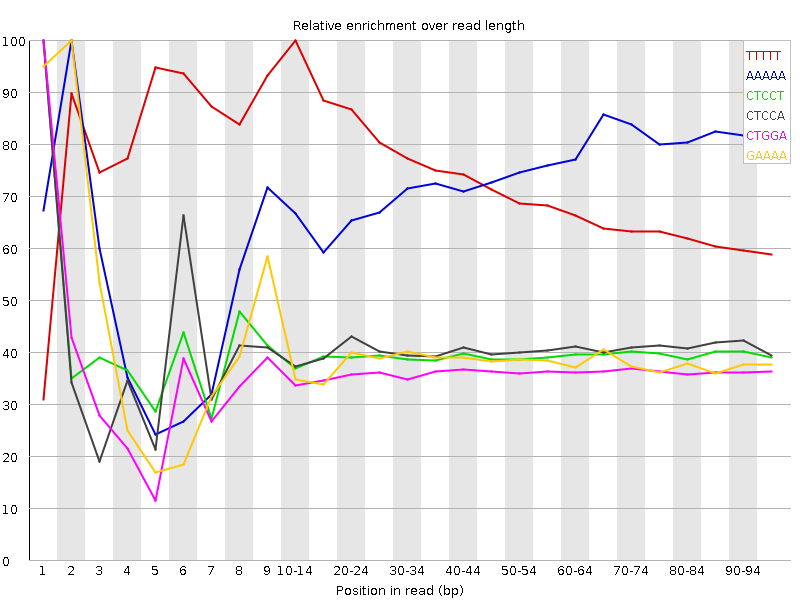 Relative enrichment over read length
100
90
80
70
60
50
40
30
20
10
0
TTTTT
AAAAA
CTCCT
CTCCA
CTGGA
GAAAA
1 2 3 4 5 6 7 8 9 10-14 20-24 30-34 40-44 50-54 60-64 70-74 80-84 90-94
Position in read (bp)